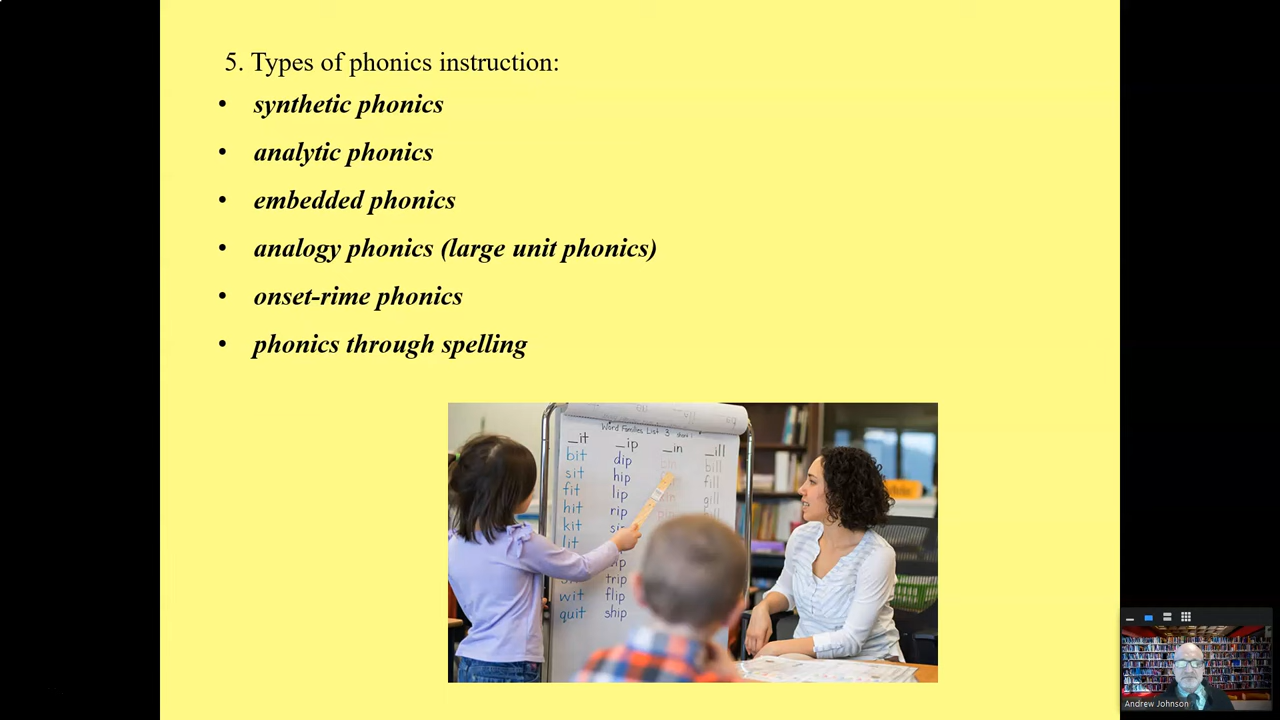 5. Types of phonics instruction:
• synthetic phonics
• analytic phonics
• embedded phonics
• analogy phonics (large unit phonics)
• onset-rime phonics
• phonics through spelling
Word Families List 3
_it _ip _in _ill
bit dip bill
sit hip fill
fit lip gill
hit rip
kit
lit
trip
wit flip
quit ship
Andrew Johnson